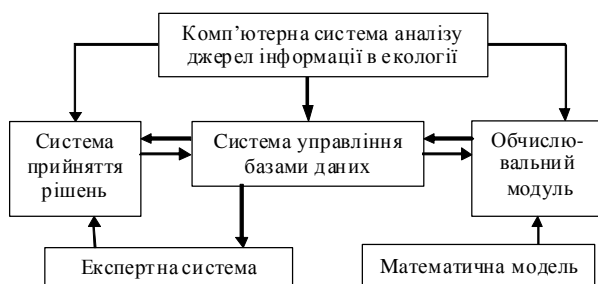 Комп’ютерна система аналізу
джерел інформації в екології
Система
прийняття
рішень
Система управління
базами даних
Обчислю-
вальний
модуль
Експертна система
Математична модель